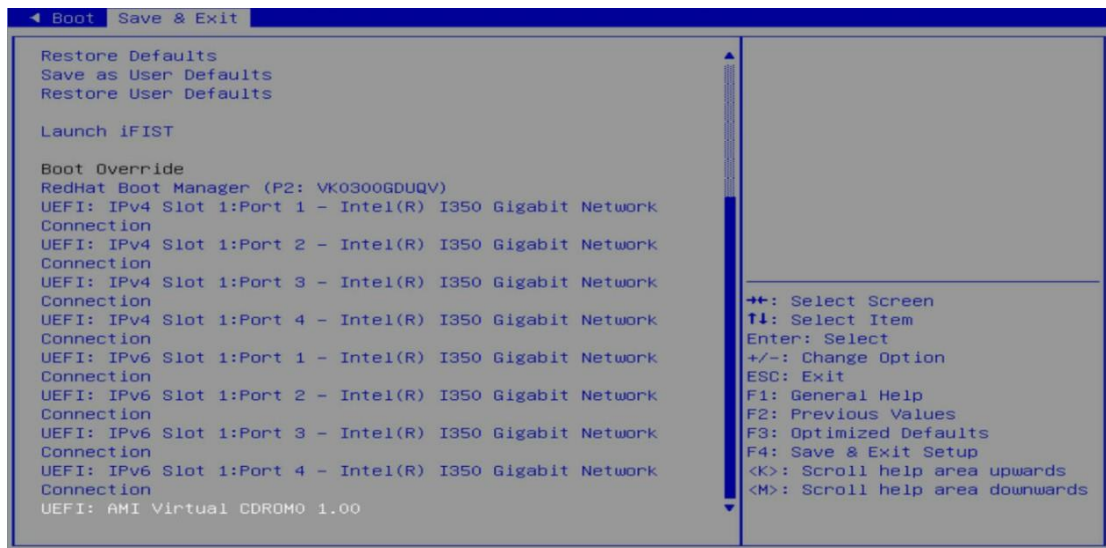 ◄ Boot Save & Exit
Restore Defaults
Save as User Defaults
Restore User Defaults
Launch iFIST
Boot Override
RedHat Boot Manager (P2: VK0300GDUQV)
UEFI: IPv4 Slot 1:Port 1 - Intel(R) I350 Gigabit Network
Connection
UEFI: IPv4 Slot 1:Port 2 - Intel(R) I350 Gigabit Network
Connection
UEFI: IPv4 Slot 1:Port 3 - Intel(R) I350 Gigabit Network
Connection
UEFI: IPv4 Slot 1:Port 4 - Intel(R) I350 Gigabit Network
Connection
UEFI: IPv6 Slot 1:Port 1 - Intel(R) I350 Gigabit Network
Connection
UEFI: IPv6 Slot 1:Port 2 - Intel(R) I350 Gigabit Network
Connection
UEFI: IPv6 Slot 1:Port 3 - Intel(R) I350 Gigabit Network
Connection
UEFI: IPv6 Slot 1:Port 4 - Intel(R) I350 Gigabit Network
Connection
UEFI: AMI Virtual CDROM0 1.00
→←: Select Screen
↑↓: Select Item
Enter: Select
+/-: Change Option
ESC: Exit
F1: General Help
F2: Previous Values
F3: Optimized Defaults
F4: Save & Exit Setup
<K>: Scroll help area upwards
<M>: Scroll help area downwards